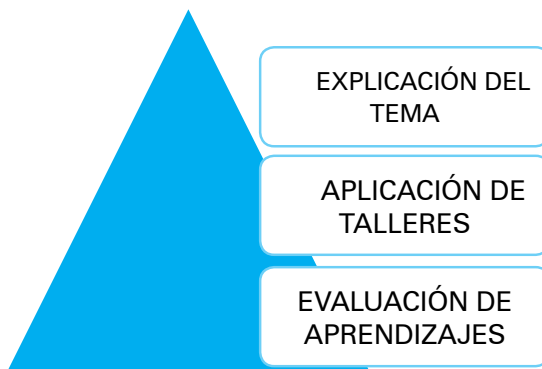 EXPLICACIÓN DEL
TEMA
APLICACIÓN DE
TALLERES
EVALUACIÓN DE
APRENDIZAJES